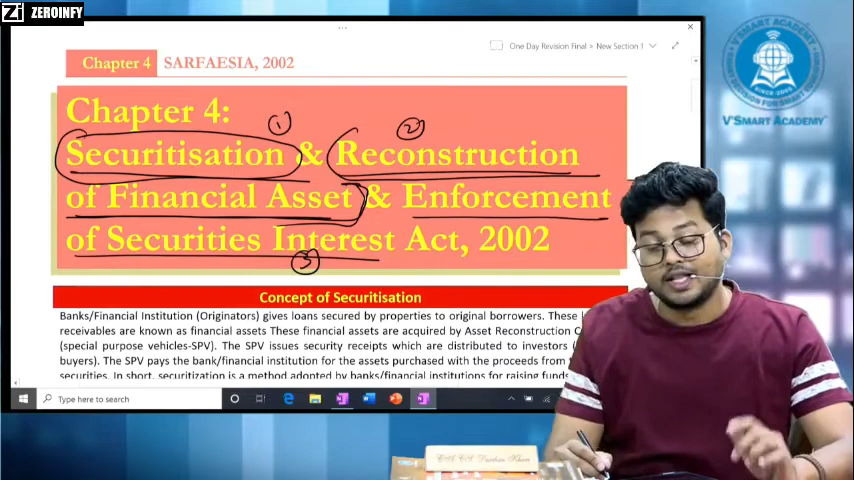 ZEROINFY
One Day Revision Final » New Section 1
Chapter 4 SARFAESIA, 2002
Chapter 4:
① ②
Securitisation & Reconstruction
of Financial Asset & Enforcement
of Securities Interest Act, 2002
③
Concept of Securitisation
Banks/Financial Institution (Originators) gives loans secured by properties to original borrowers. These
receivables are known as financial assets These financial assets are acquired by Asset Reconstruction
(special purpose vehicles-SPV). The SPV issues security receipts which are distributed to investors
buyers). The SPV pays the bank/financial institution for the assets purchased with the proceeds from
securities. In short, securitization is a method adopted by banks/financial institutions for raising funds
Type here to search
V'SMART ACADEMY
V'SMART ACADEMY